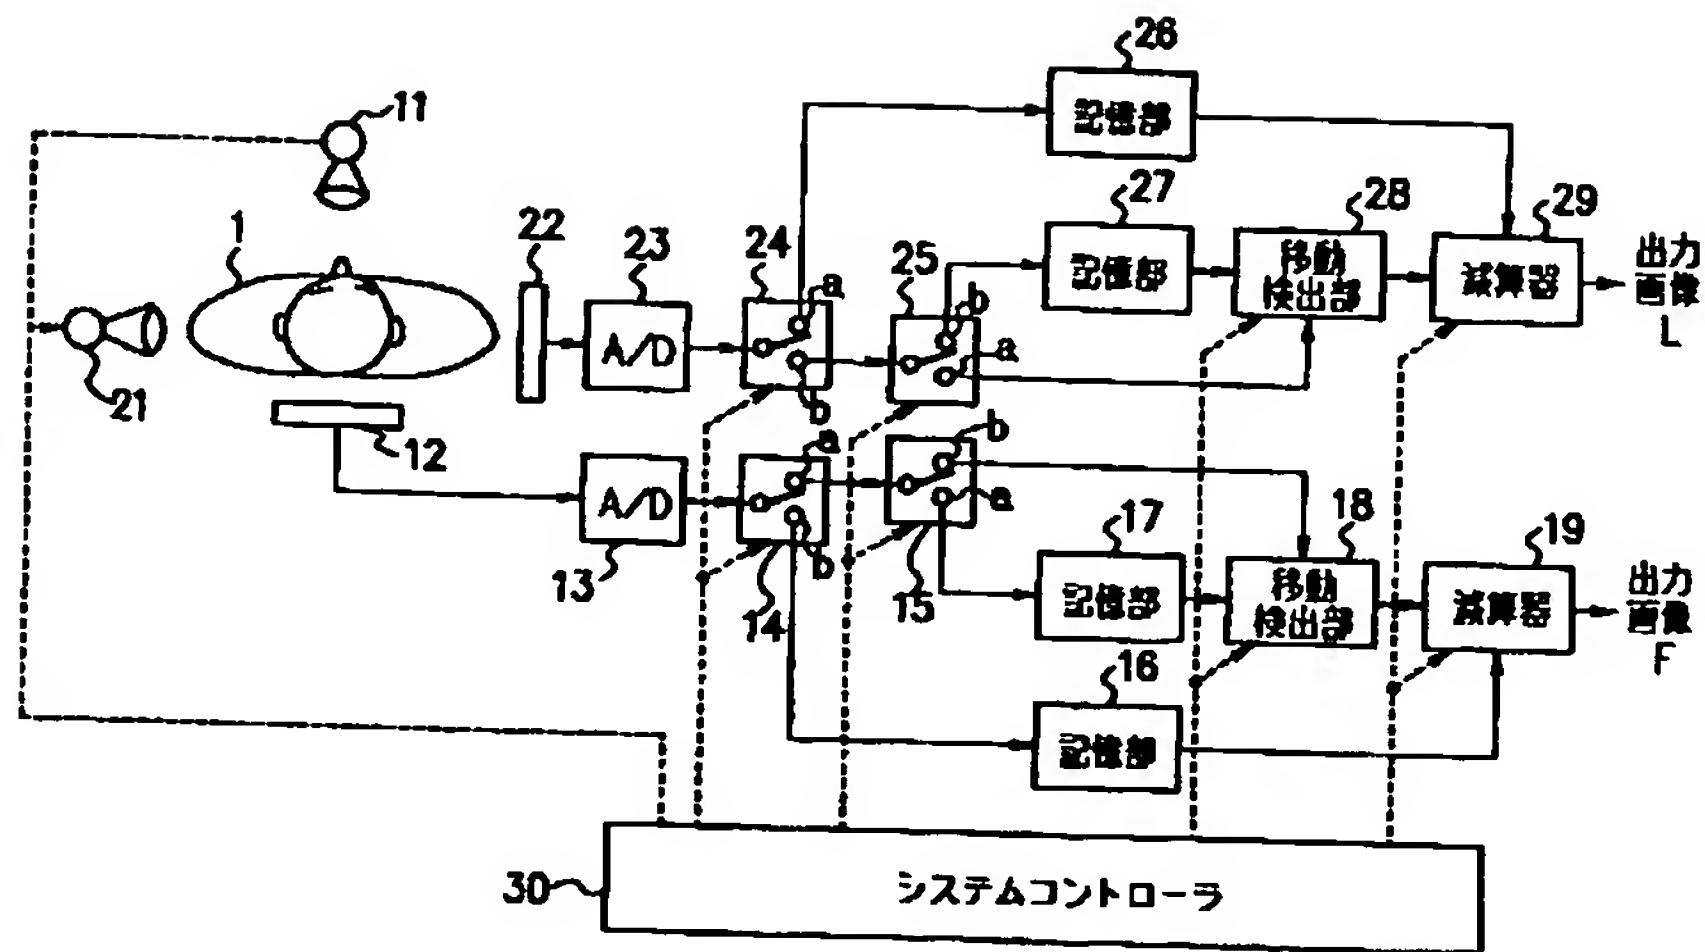 26
記憶部
11
27
記憶部
28
移動
検出部
29
減算器
出力
画像
L
1
22
23
A/D
24
a
b
25
b
a
21
12
13
A/D
14
a
b
15
b
a
17
記憶部
18
移動
検出部
19
減算器
出力
画像
F
16
記憶部
30
システムコントローラ